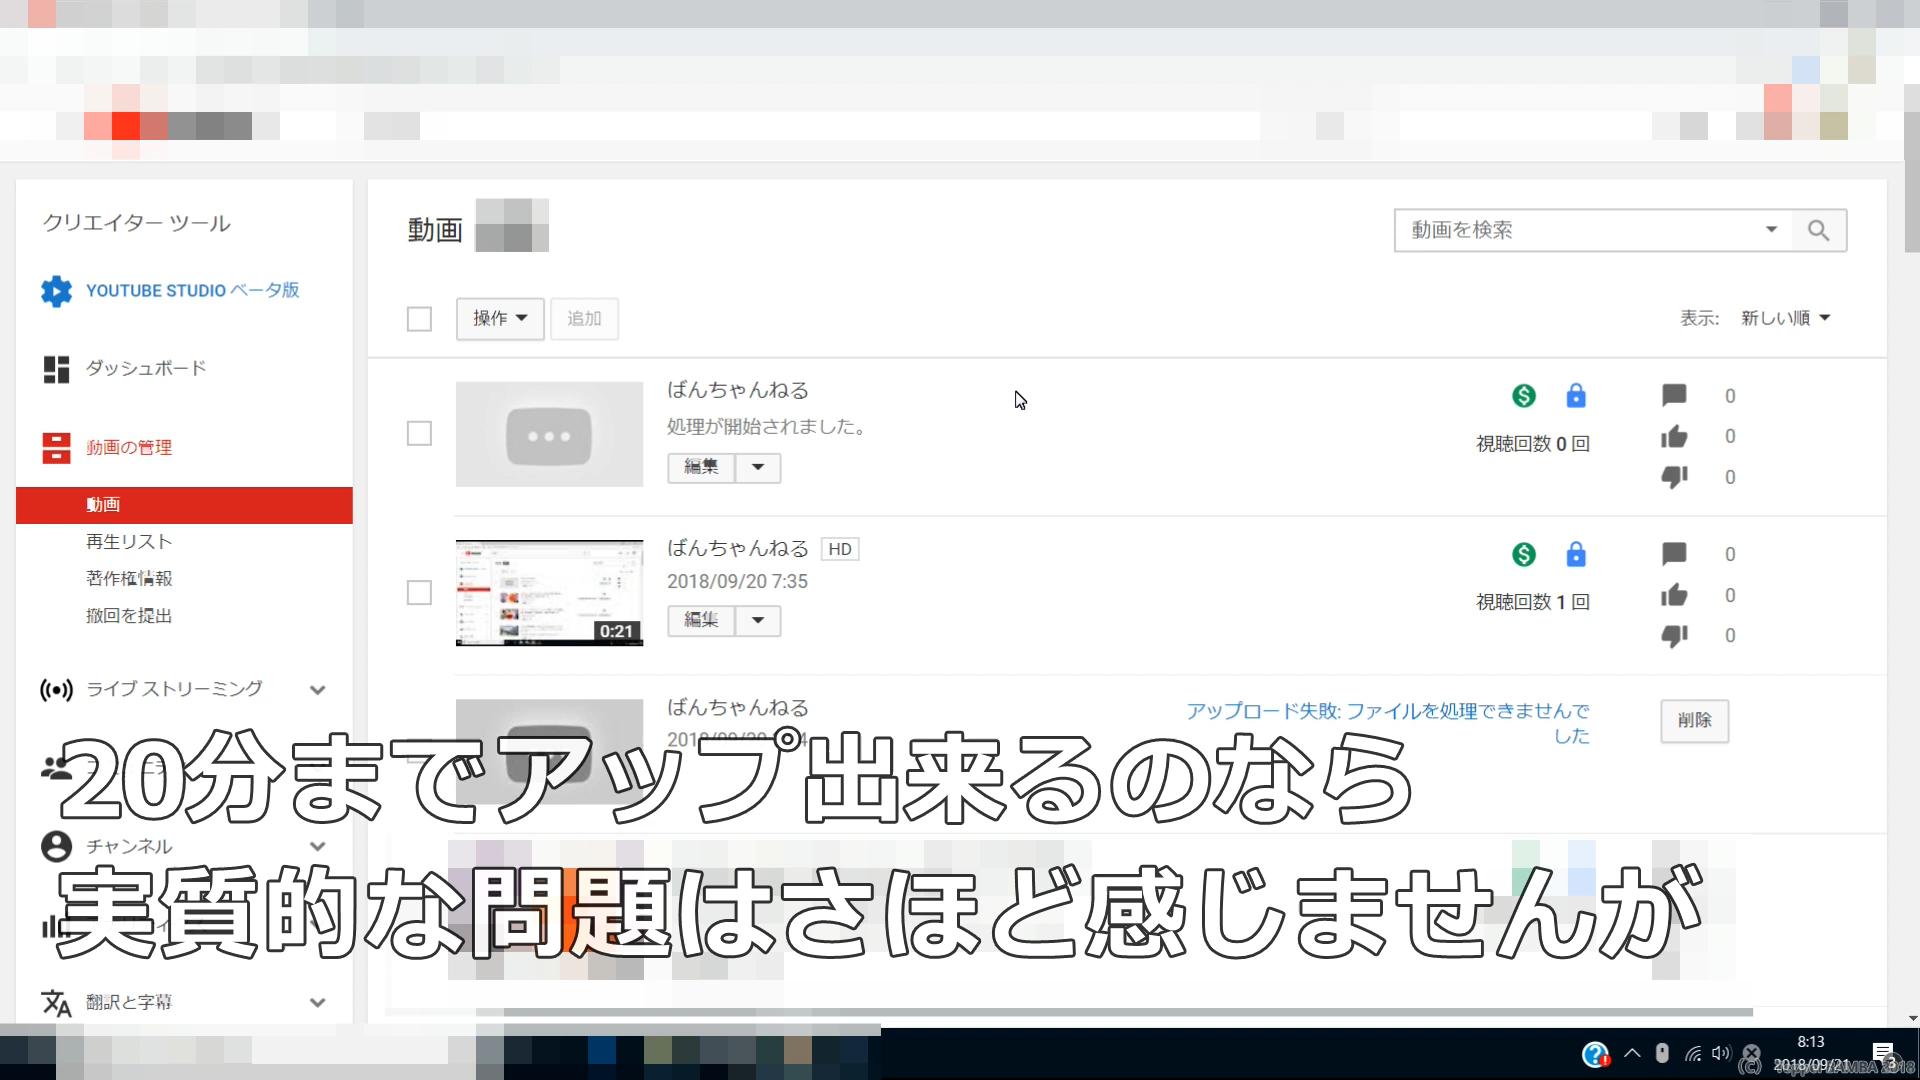 クリエイター ツール
YOUTUBE STUDIO ベータ版
ダッシュボード
動画の管理
動画
再生リスト
著作権情報
撤回を提出
ライブ ストリーミング
チャンネル
翻訳と字幕
動画
動画を検索
操作
追加
表示: 新しい順
ばんちゃんねる
処理が開始されました。
編集
視聴回数 0 回
0
0
0
ばんちゃんねる HD
2018/09/20 7:35
編集
0:21
視聴回数 1 回
0
0
0
ばんちゃんねる
アップロード失敗: ファイルを処理できませんで
した
削除
20分までアップ出来るのなら
実質的な問題はさほど感じませんが
8:13
2018/09/21
3